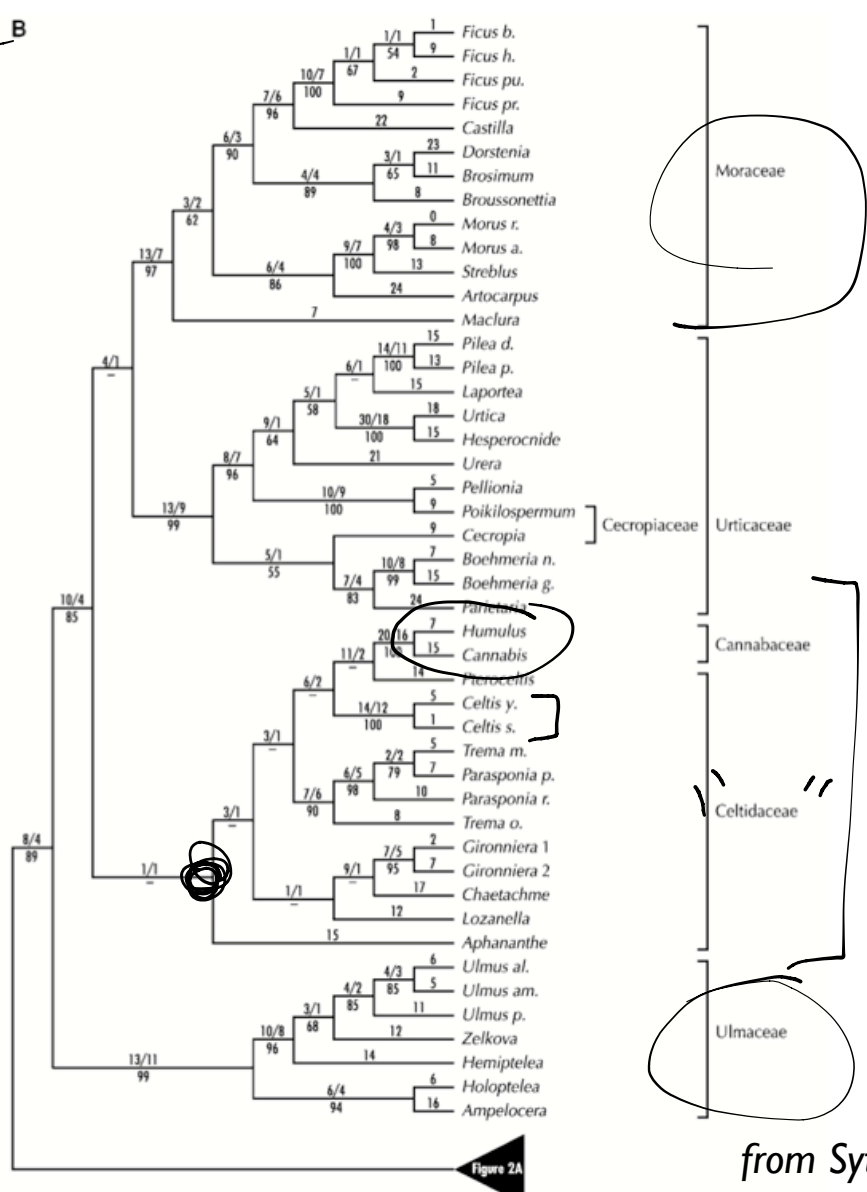 B
1/1 1 Ficus b.
1/1 54 9 Ficus h.
10/7 67 2 Ficus pu.
7/6 100 9 Ficus pr.
96 22 Castilla
6/3 3/1 23 Dorstenia
90 65 11 Brosimum
4/4 8 Broussonettia
89
Moraceae
3/2 4/3 0 Morus r.
62 9/7 98 8 Morus a.
13/7 6/4 100 13 Streblus
97 86 24 Artocarpus
7 Maclura
14/11 15 Pilea d.
4/1 6/1 100 13 Pilea p.
– 5/1 – 15 Laportea
58 30/18 18 Urtica
9/1 100 15 Hesperocnide
64 21 Urera
8/7 5 Pellionia
96 10/9 9 Poikilospermum
100
13/9 9 Cecropia
99
Cecropiaceae
Urticaceae
5/1 10/8 7 Boehmeria n.
55 99 15 Boehmeria g.
7/4 24 Parietaria
83
10/4 20/16 7 Humulus
85 100 15 Cannabis
Cannabaceae
11/2 14 Pteroceltis
–
6/2 14/12 5 Celtis y.
– 100 1 Celtis s.
3/1 2/2 5 Trema m.
– 79 7 Parasponia p.
6/5 10 Parasponia r.
98
7/6 8 Trema o.
90
Celtidaceae
3/1 7/5 2 Gironniera 1
– 95 7 Gironniera 2
8/4 9/1 17 Chaetachme
89 –
1/1 1/1 12 Lozanella
– –
15 Aphananthe
4/3 6 Ulmus al.
4/2 85 5 Ulmus am.
85 11 Ulmus p.
3/1 12 Zelkova
68
10/8 14 Hemiptelea
96
13/11 6/4 6 Holoptelea
99 94 16 Ampelocera
Ulmaceae
Figure 2A
from Syt